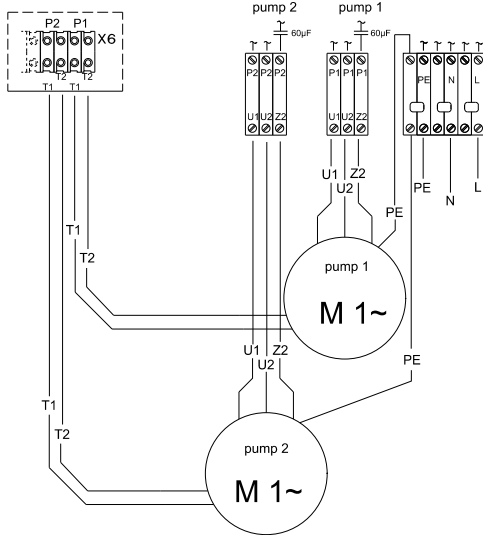 pump 2 pump 1
60µF 60µF
P2 P1 X6
T2 T2
T1 T1
P2 P2 P2 P1 P1 P1 PE N L
U1 U2 Z2 U1 U2 Z2
U1 Z2
U2
PE N L
PE
T1
T2
pump 1
M 1~
U1 Z2
U2
PE
T1
T2
pump 2
M 1~